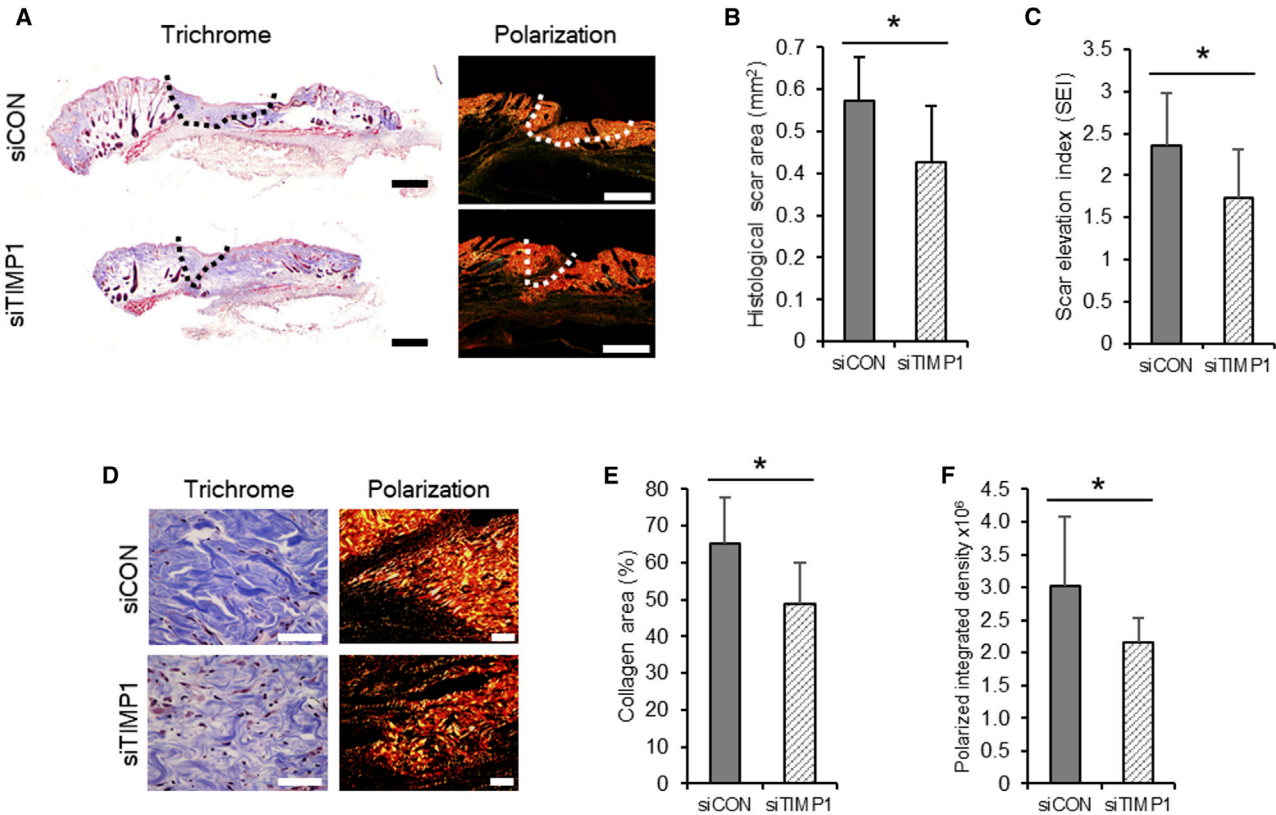 A
Trichrome
Polarization
siCON
siTIMP1
B
*
Histological scar area (mm²)
0.7
0.6
0.5
0.4
0.3
0.2
0.1
0
siCON siTIMP1
C
*
Scar elevation index (SEI)
3.5
3
2.5
2
1.5
1
0.5
0
siCON siTIMP1
D
Trichrome
Polarization
siCON
siTIMP1
E
*
Collagen area (%)
80
70
60
50
40
30
20
10
0
siCON siTIMP1
F
*
Polarized integrated density x10⁶
4.5
4.0
3.5
3.0
2.5
2.0
1.5
1.0
0.5
0
siCON siTIMP1